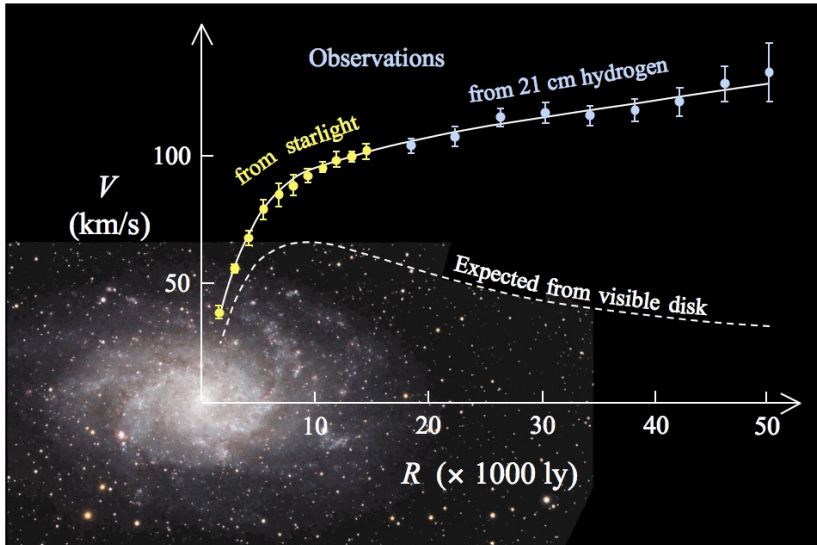 Observations
from starlight
from 21 cm hydrogen
100
V
(km/s)
50
Expected from visible disk
10 20 30 40 50
R (× 1000 ly)